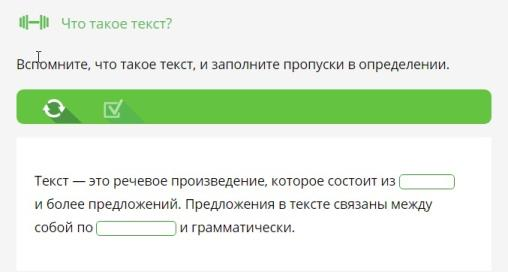 Что такое текст?
Вспомните, что такое текст, и заполните пропуски в определении.
Текст — это речевое произведение, которое состоит из
и более предложений. Предложения в тексте связаны между
собой по и грамматически.